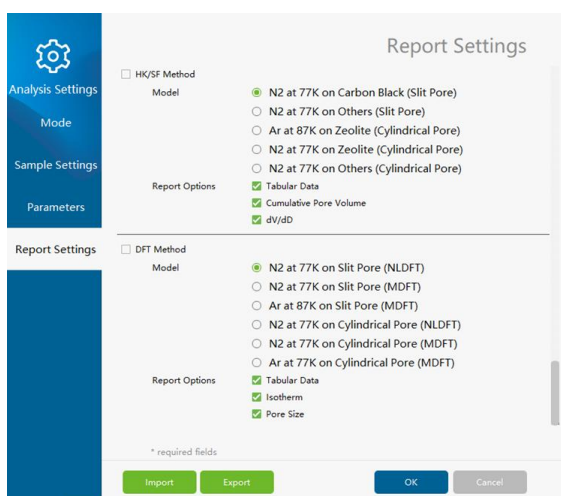 Report Settings
Analysis Settings
Mode
Sample Settings
Parameters
Report Settings
HK/SF Method
Model
N2 at 77K on Carbon Black (Slit Pore)
N2 at 77K on Others (Slit Pore)
Ar at 87K on Zeolite (Cylindrical Pore)
N2 at 77K on Zeolite (Cylindrical Pore)
N2 at 77K on Others (Cylindrical Pore)
Report Options
Tabular Data
Cumulative Pore Volume
dV/dD
DFT Method
Model
N2 at 77K on Slit Pore (NLDFT)
N2 at 77K on Slit Pore (MDFT)
Ar at 87K on Slit Pore (MDFT)
N2 at 77K on Cylindrical Pore (NLDFT)
N2 at 77K on Cylindrical Pore (MDFT)
Ar at 77K on Cylindrical Pore (MDFT)
Report Options
Tabular Data
Isotherm
Pore Size
* required fields
Import
Export
OK
Cancel